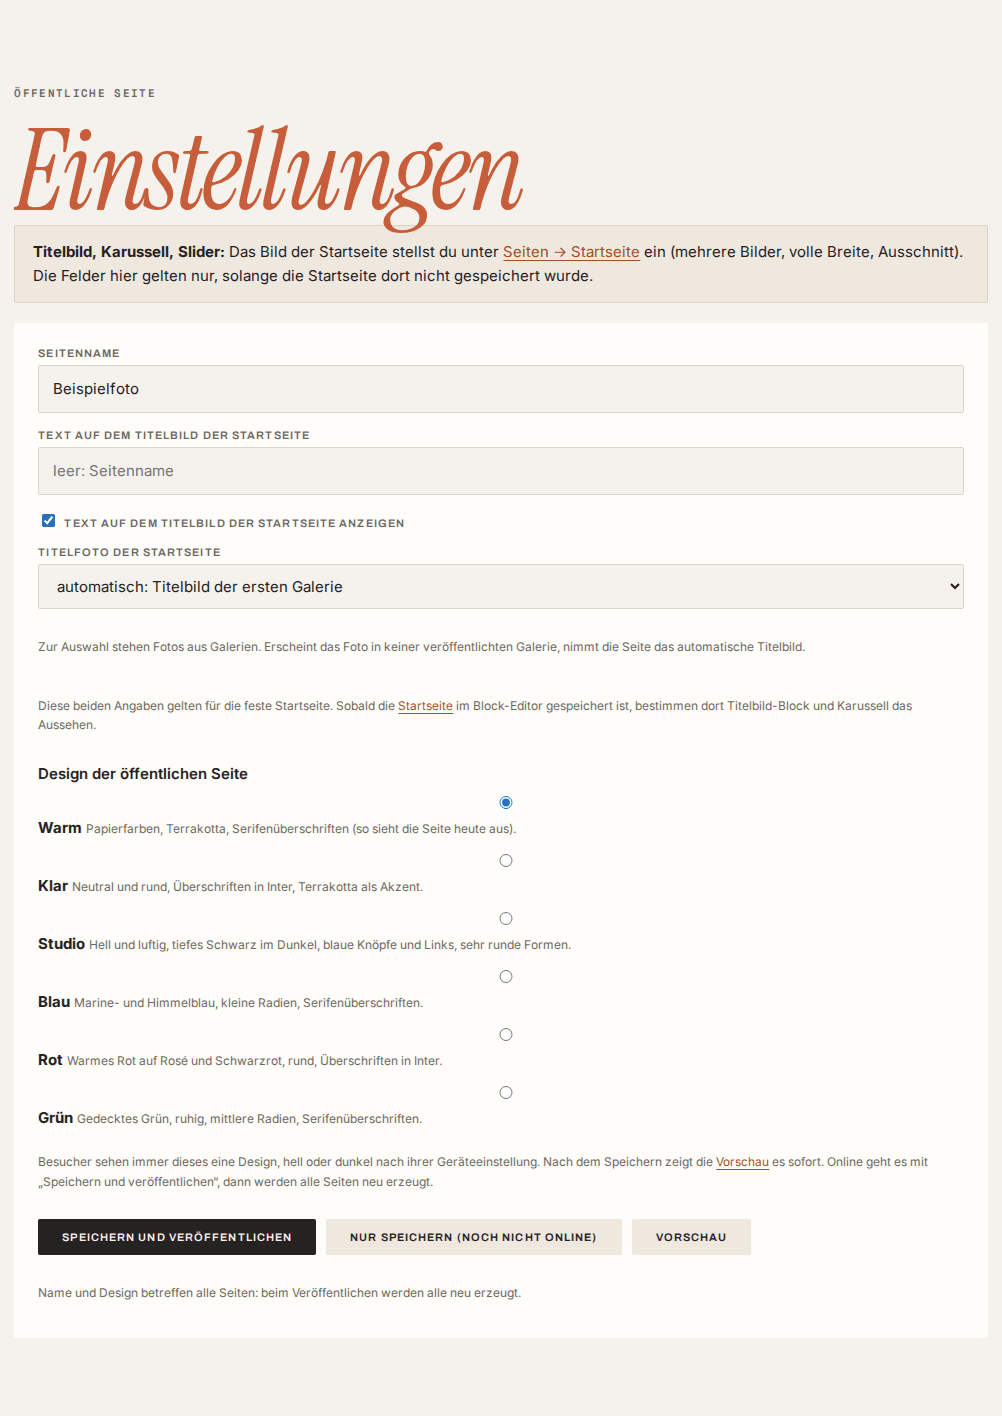 ÖFFENTLICHE SEITE
Einstellungen
Titelbild, Karussell, Slider: Das Bild der Startseite stellst du unter Seiten → Startseite ein (mehrere Bilder, volle Breite, Ausschnitt).
Die Felder hier gelten nur, solange die Startseite dort nicht gespeichert wurde.
SEITENNAME
Beispielfoto
TEXT AUF DEM TITELBILD DER STARTSEITE
leer: Seitenname
TEXT AUF DEM TITELBILD DER STARTSEITE ANZEIGEN
TITELFOTO DER STARTSEITE
automatisch: Titelbild der ersten Galerie
Zur Auswahl stehen Fotos aus Galerien. Erscheint das Foto in keiner veröffentlichten Galerie, nimmt die Seite das automatische Titelbild.
Diese beiden Angaben gelten für die feste Startseite. Sobald die Startseite im Block-Editor gespeichert ist, bestimmen dort Titelbild-Block und Karussell das
Aussehen.
Design der öffentlichen Seite
Warm Papierfarben, Terrakotta, Serifenüberschriften (so sieht die Seite heute aus).
Klar Neutral und rund, Überschriften in Inter, Terrakotta als Akzent.
Studio Hell und luftig, tiefes Schwarz im Dunkel, blaue Knöpfe und Links, sehr runde Formen.
Blau Marine- und Himmelblau, kleine Radien, Serifenüberschriften.
Rot Warmes Rot auf Rosé und Schwarzrot, rund, Überschriften in Inter.
Grün Gedecktes Grün, ruhig, mittlere Radien, Serifenüberschriften.
Besucher sehen immer dieses eine Design, hell oder dunkel nach ihrer Geräteeinstellung. Nach dem Speichern zeigt die Vorschau es sofort. Online geht es mit
„Speichern und veröffentlichen“, dann werden alle Seiten neu erzeugt.
SPEICHERN UND VERÖFFENTLICHEN
NUR SPEICHERN (NOCH NICHT ONLINE)
VORSCHAU
Name und Design betreffen alle Seiten: beim Veröffentlichen werden alle neu erzeugt.